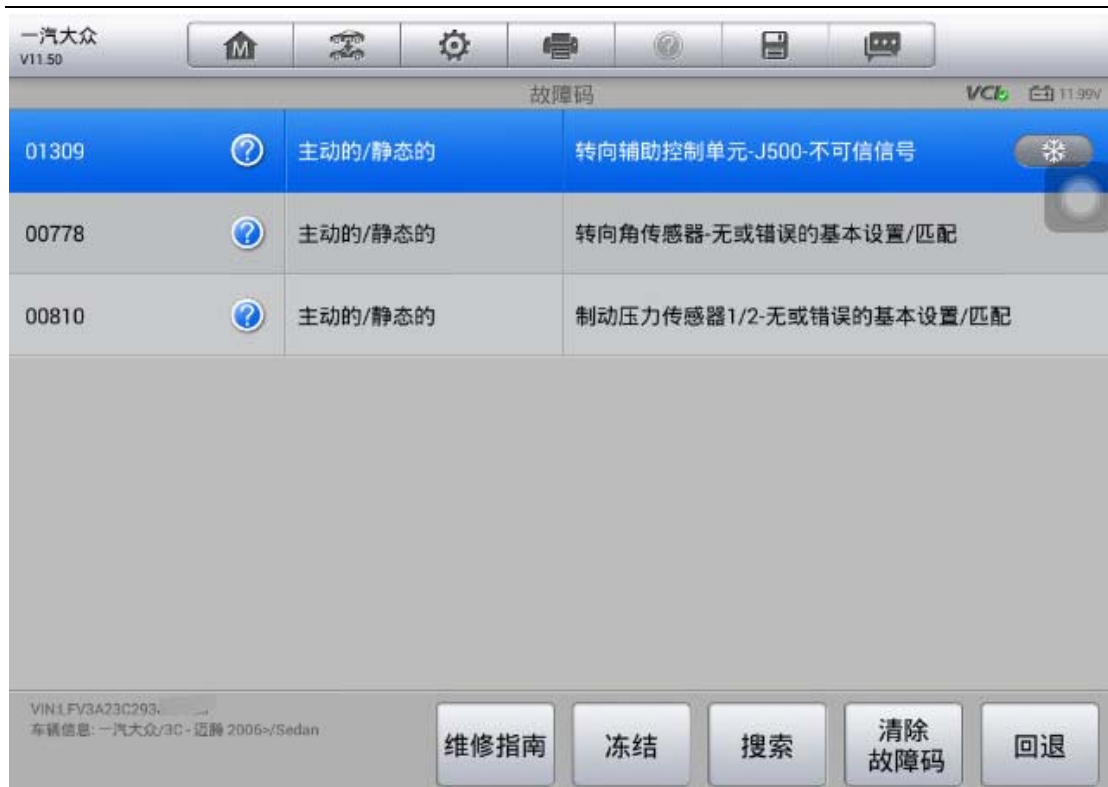 一汽大众
V11.50
M
故障码
VCI
11.99V
01309
主动的/静态的
转向辅助控制单元-J500-不可信信号
00778
主动的/静态的
转向角传感器-无或错误的基本设置/匹配
00810
主动的/静态的
制动压力传感器1/2-无或错误的基本设置/匹配
VIN:LFV3A23C293
车辆信息: 一汽大众/3C - 迈腾 2006>/Sedan
维修指南
冻结
搜索
清除
故障码
回退